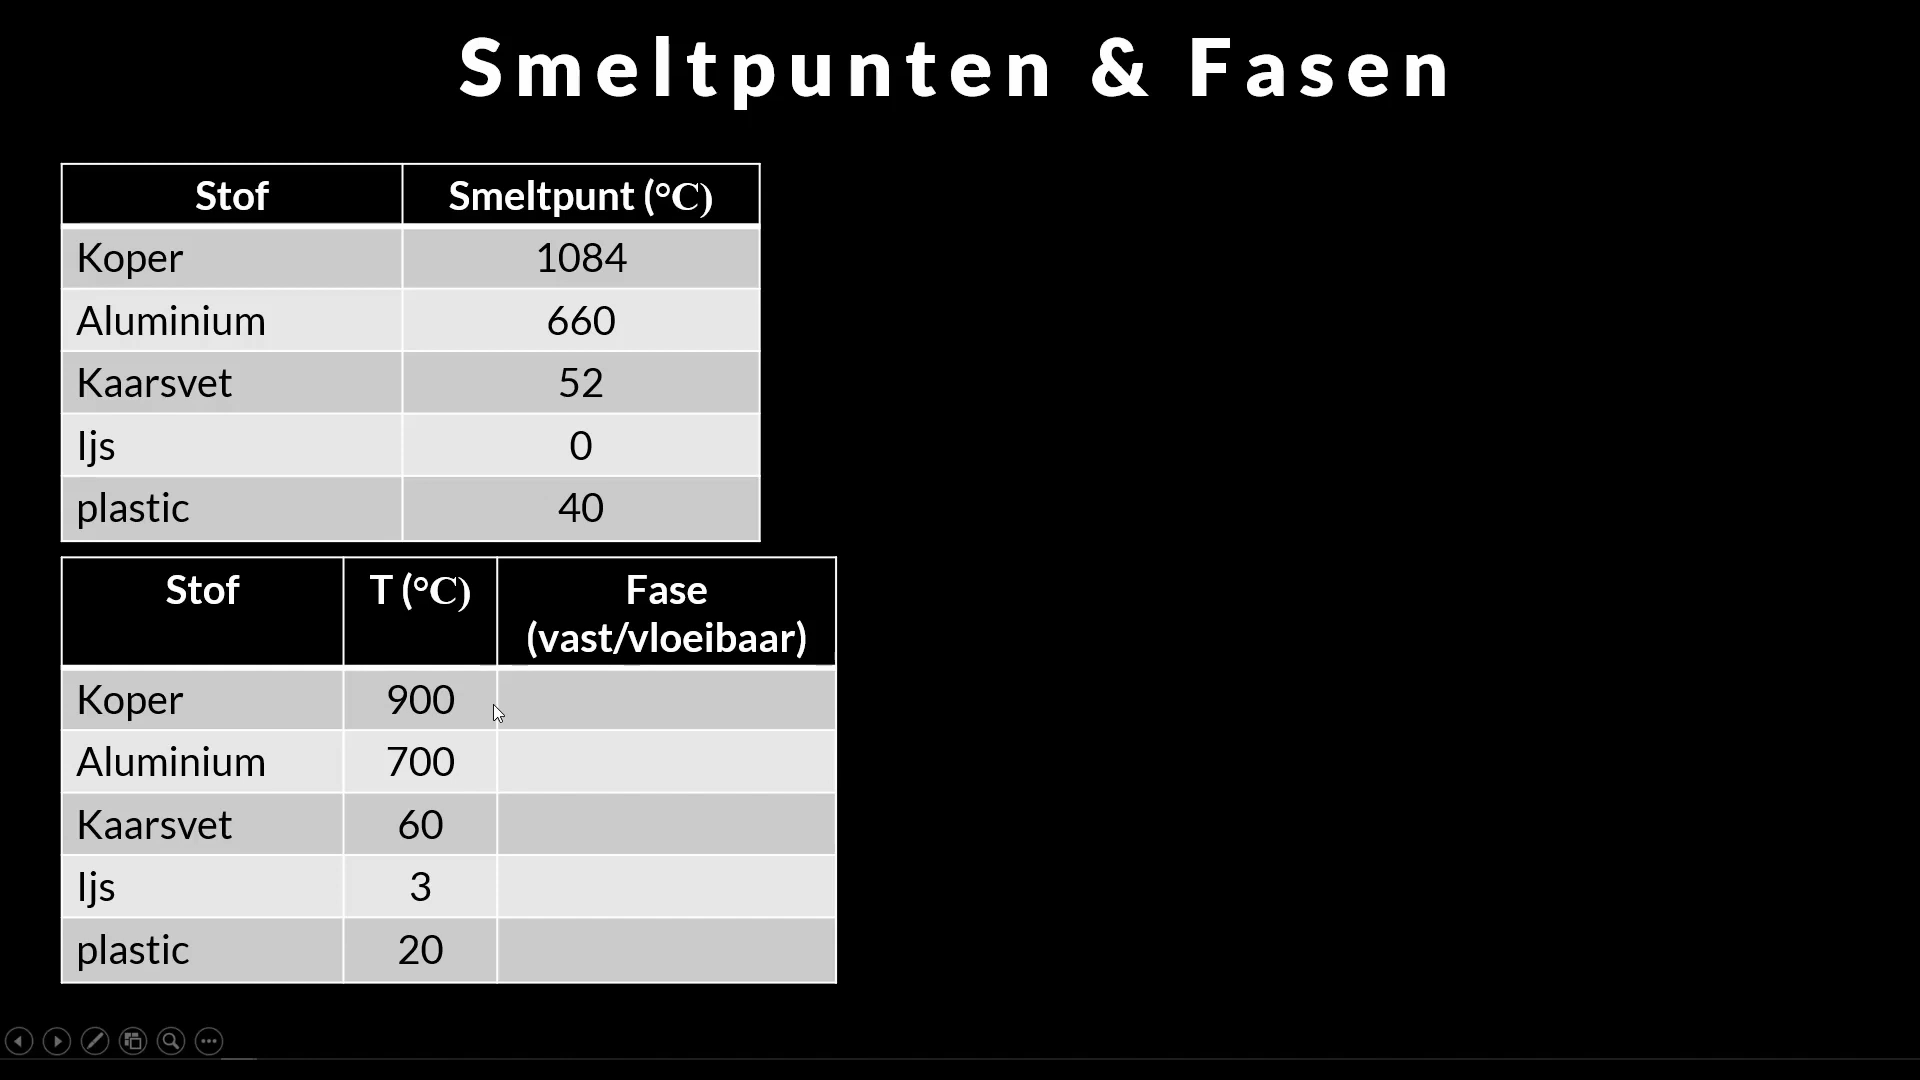 Smeltpunten & Fasen
Stof Smeltpunt (°C)
Koper 1084
Aluminium 660
Kaarsvet 52
Ijs 0
plastic 40
Stof T (°C) Fase
(vast/vloeibaar)
Koper 900
Aluminium 700
Kaarsvet 60
Ijs 3
plastic 20